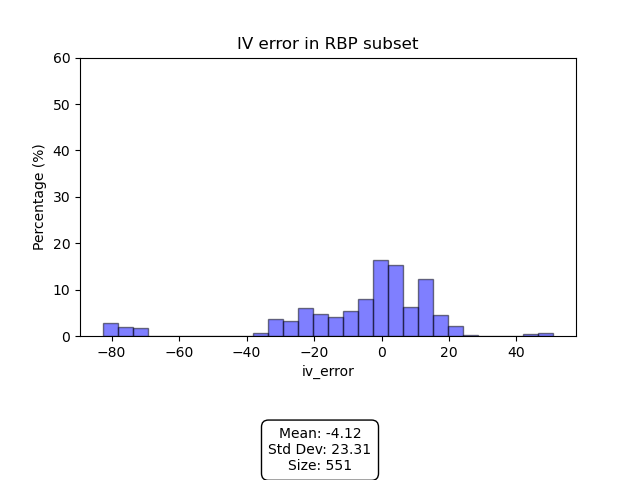 IV error in RBP subset
60
50
40
30
20
10
0
Percentage (%)
−80
−60
−40
−20
0
20
40
iv_error
Mean: -4.12
Std Dev: 23.31
Size: 551